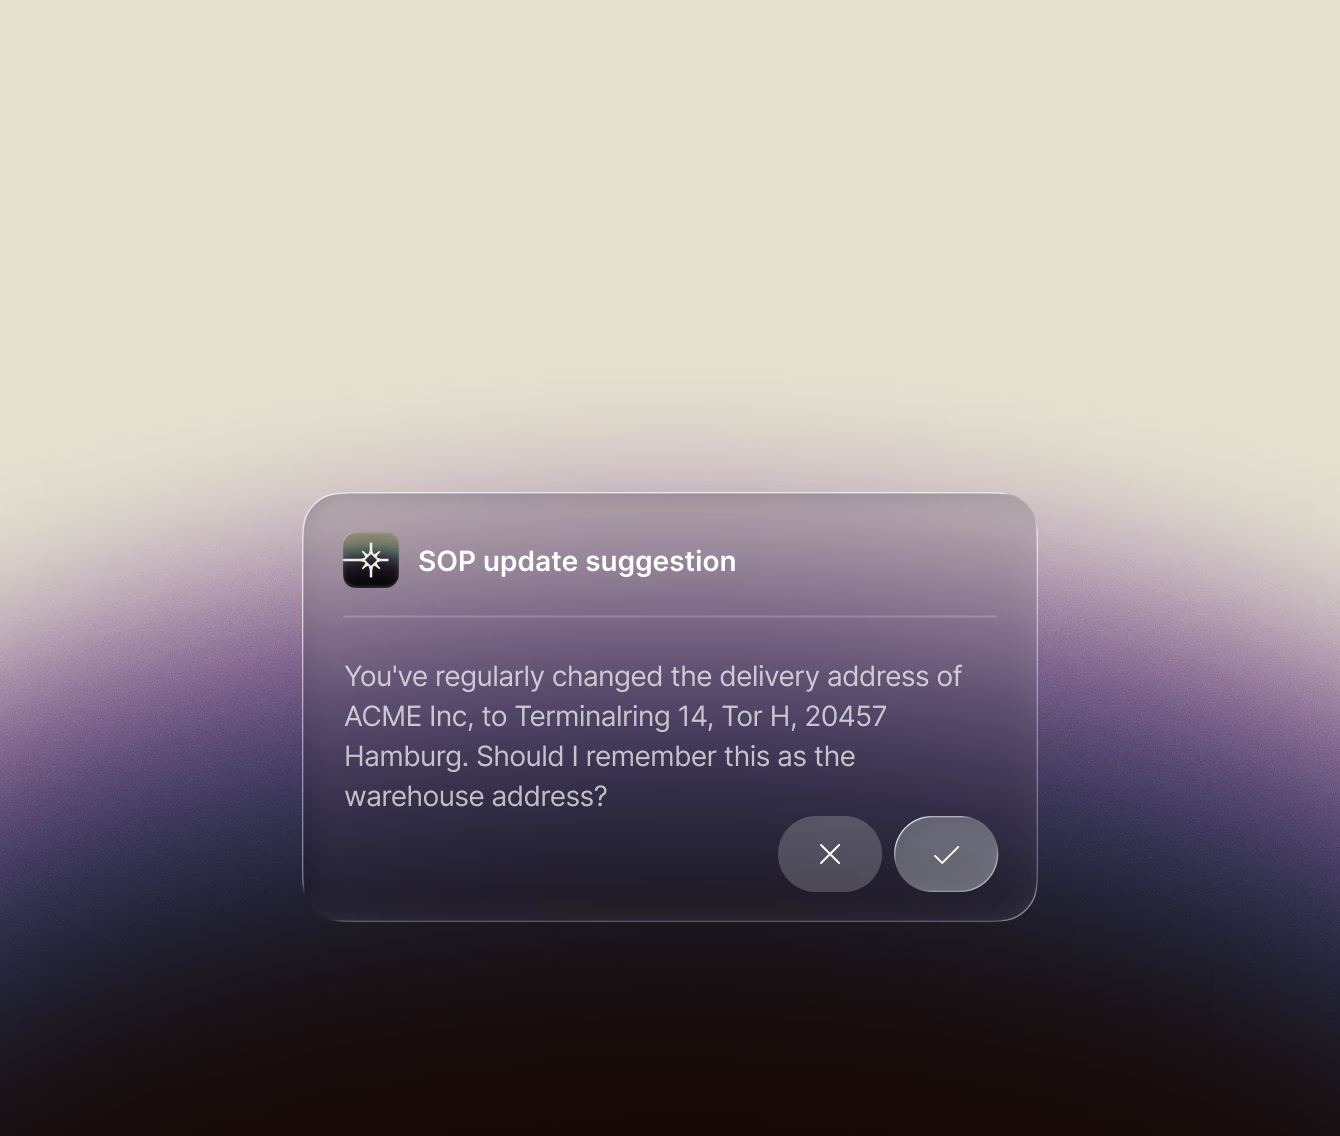 SOP update suggestion
You've regularly changed the delivery address of
ACME Inc, to Terminalring 14, Tor H, 20457
Hamburg. Should I remember this as the
warehouse address?